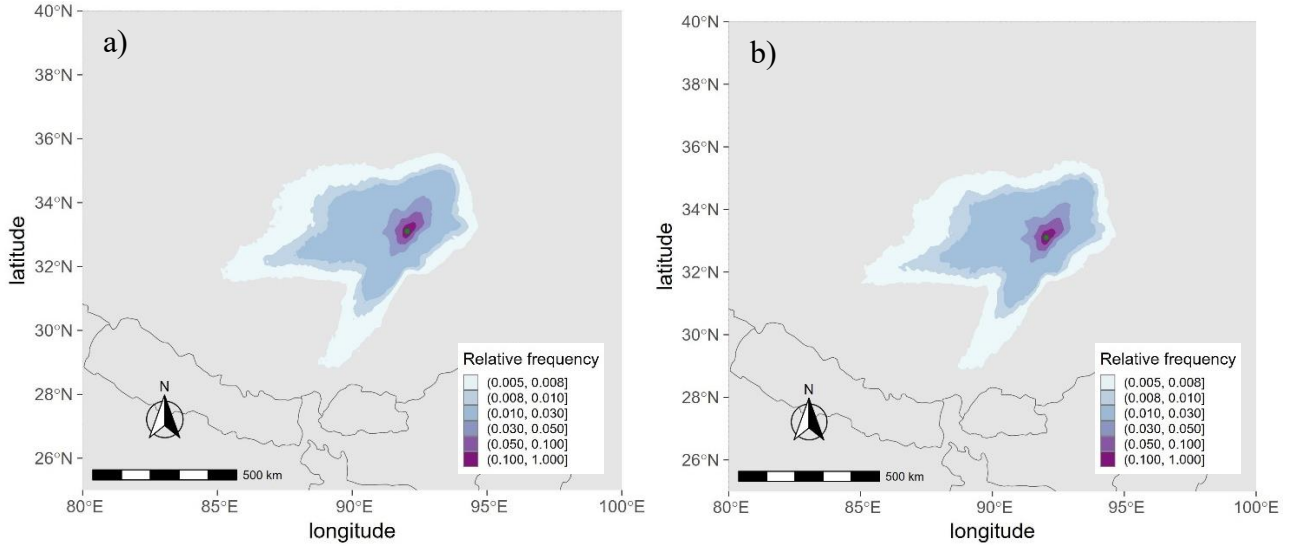 a)
40°N
38°N
36°N
34°N
32°N
30°N
28°N
26°N
latitude
80°E
85°E
90°E
95°E
100°E
longitude
N
500 km
Relative frequency
(0.005, 0.008]
(0.008, 0.010]
(0.010, 0.030]
(0.030, 0.050]
(0.050, 0.100]
(0.100, 1.000]
b)
40°N
38°N
36°N
34°N
32°N
30°N
28°N
26°N
latitude
80°E
85°E
90°E
95°E
100°E
longitude
N
500 km
Relative frequency
(0.005, 0.008]
(0.008, 0.010]
(0.010, 0.030]
(0.030, 0.050]
(0.050, 0.100]
(0.100, 1.000]